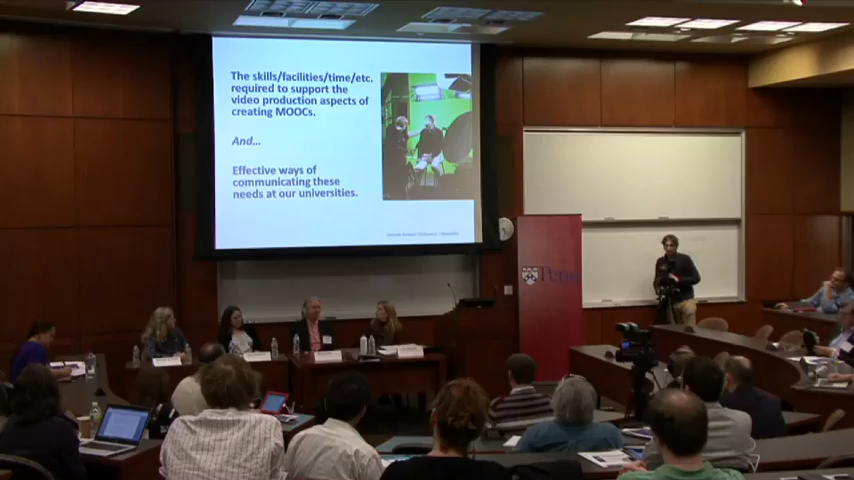 The skills/facilities/time/etc.
required to support the
video production aspects of
creating MOOCs.
And...
Effective ways of
communicating these
needs at our universities.
Penn